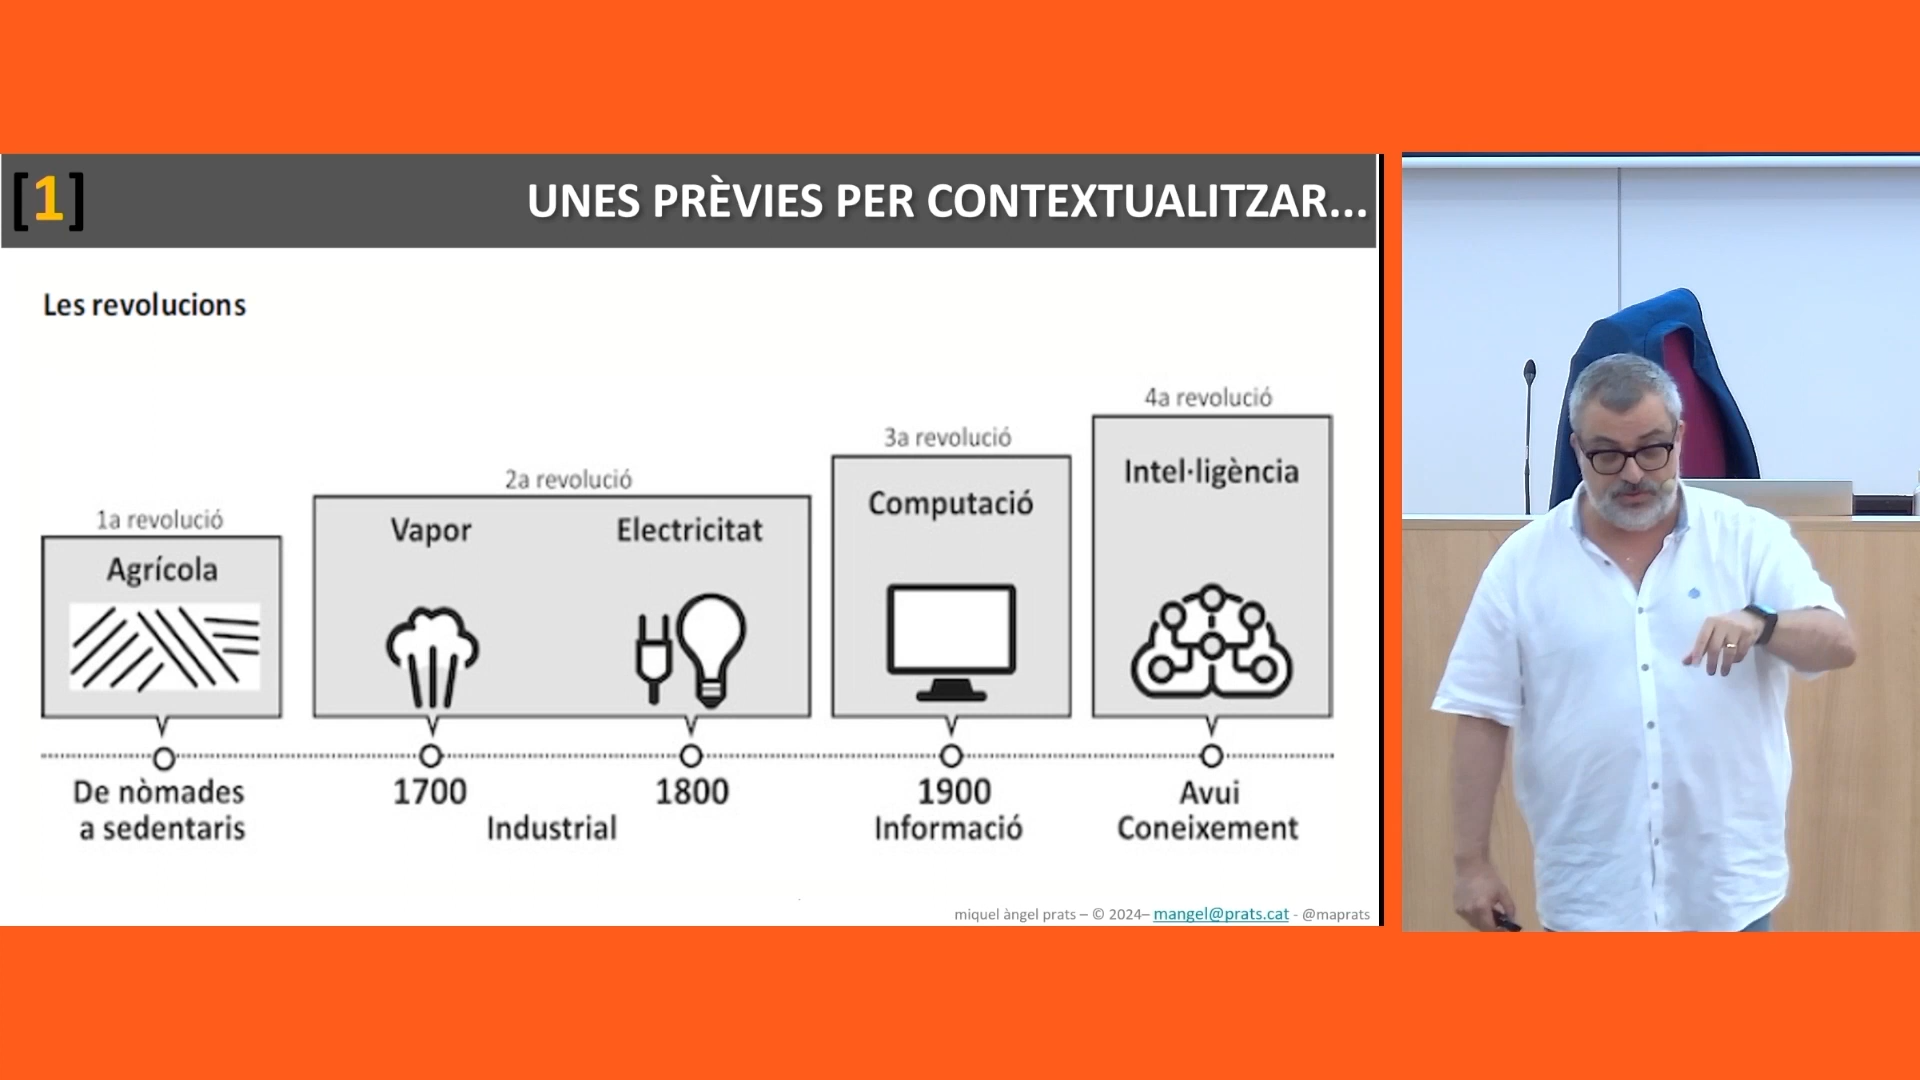 [1]
UNES PRÈVIES PER CONTEXTUALITZAR...
Les revolucions
1a revolució
Agrícola
De nòmades
a sedentaris
2a revolució
Vapor
Electricitat
1700
1800
Industrial
3a revolució
Computació
1900
Informació
4a revolució
Intel·ligència
Avui
Coneixement
miquel àngel prats – © 2024– mangel@prats.cat - @maprats